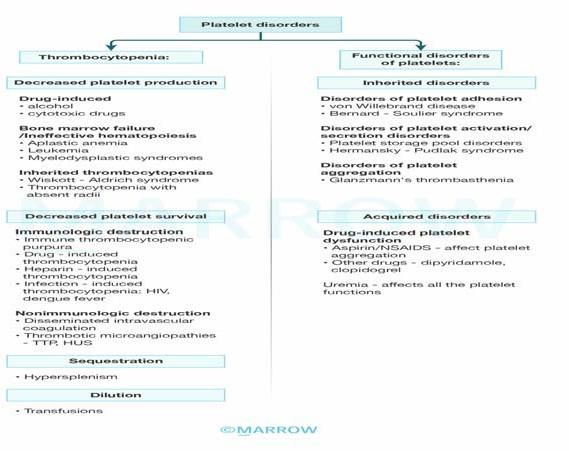 Platelet disorders
Thrombocytopenia:
Decreased platelet production
Drug-induced
• alcohol
• cytotoxic drugs
Bone marrow failure
/Ineffective hematopoiesis
• Aplastic anemia
• Leukemia
• Myelodysplastic syndromes
Inherited thrombocytopenias
• Wiskott - Aldrich syndrome
• Thrombocytopenia with
absent radii
Decreased platelet survival
Immunologic destruction
• Immune thrombocytopenic
purpura
• Drug - induced
thrombocytopenia
• Heparin - induced
thrombocytopenia
• Infection - induced
thrombocytopenia: HIV,
dengue fever
Nonimmunologic destruction
• Disseminated intravascular
coagulation
• Thrombotic microangiopathies
- TTP, HUS
Sequestration
• Hypersplenism
Dilution
• Transfusions
Functional disorders
of platelets:
Inherited disorders
Disorders of platelet adhesion
• von Willebrand disease
• Bernard - Soulier syndrome
Disorders of platelet activation/
secretion disorders
• Platelet storage pool disorders
• Hermansky - Pudlak syndrome
Disorders of platelet
aggregation
• Glanzmann's thrombasthenia
Acquired disorders
Drug-induced platelet
dysfunction
• Aspirin/NSAIDS - affect platelet
aggregation
• Other drugs - dipyridamole,
clopidogrel
Uremia - affects all the platelet
functions
MARROW
©MARROW